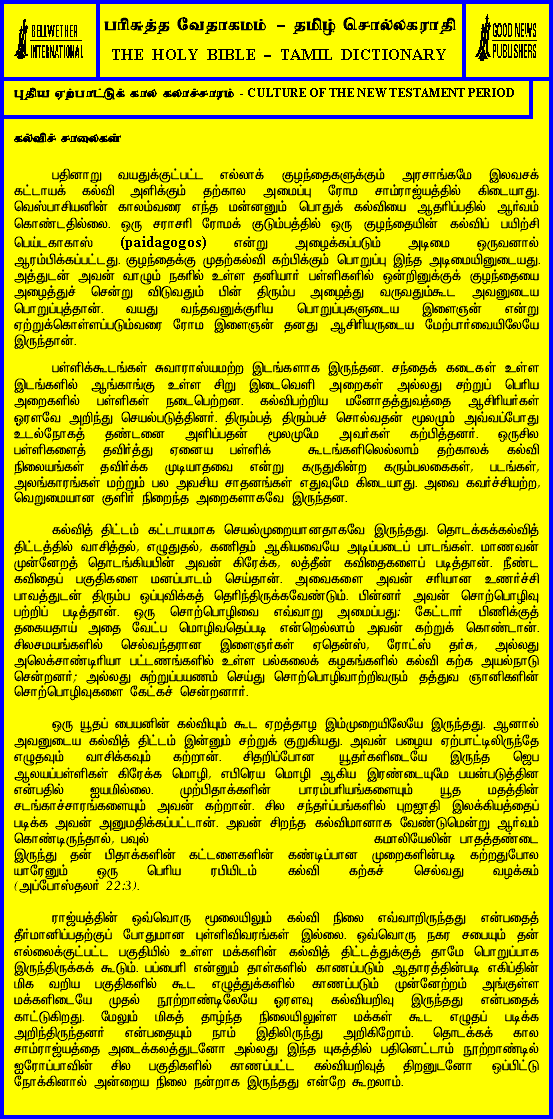 BELLWETHER
INTERNATIONAL
பரிசுத்த வேதாகமம் – தமிழ் சொல்லகராதி
THE HOLY BIBLE – TAMIL DICTIONARY
GOOD NEWS
PUBLISHERS
புதிய ஏற்பாட்டுக் கால கலாச்சாரம் - CULTURE OF THE NEW TESTAMENT PERIOD
கல்விச் சாலைகள்
பதினாறு வயதுக்குட்பட்ட எல்லாக் குழந்தைகளுக்கும் அரசாங்கமே இலவசக்
கட்டாயக் கல்வி அளிக்கும் தற்கால அமைப்பு ரோம சாம்ராஜ்யத்தில் கிடையாது.
வெஸ்பாசியனின் காலம்வரை எந்த மன்னனும் பொதுக் கல்வியை ஆதரிப்பதில் ஆர்வம்
கொண்டதில்லை. ஒரு சராசரி ரோமக் குடும்பத்தில் ஒரு குழந்தையின் கல்விப் பயிற்சி
பெய்டகாகாஸ் (paidagogos) என்று அழைக்கப்படும் அடிமை ஒருவனால்
ஆரம்பிக்கப்பட்டது. குழந்தைக்கு முதற்கல்வி கற்பிக்கும் பொறுப்பு இந்த அடிமையினுடையது.
அத்துடன் அவன் வாழும் நகரில் உள்ள தனியார் பள்ளிகளில் ஒன்றினுக்குக் குழந்தையை
அழைத்துச் சென்று விடுவதும் பின் திரும்ப அழைத்து வருவதும்கூட அவனுடைய
பொறுப்புத்தான். வயது வந்தவனுக்குரிய பொறுப்புகளுடைய இளைஞன் என்று
ஏற்றுக்கொள்ளப்படும்வரை ரோம இளைஞன் தனது ஆசிரியருடைய மேற்பார்வையிலேயே
இருந்தான்.
பள்ளிக்கூடங்கள் சுவாராஸ்யமற்ற இடங்களாக இருந்தன. சந்தைக் கடைகள் உள்ள
இடங்களில் ஆங்காங்கு உள்ள சிறு இடைவெளி அறைகள் அல்லது சற்றுப் பெரிய
அறைகளில் பள்ளிகள் நடைபெற்றன. கல்விபற்றிய மனோதத்துவத்தை ஆசிரியர்கள்
ஓரளவே அறிந்து செயல்படுத்தினர். திரும்பத் திரும்பச் சொல்வதன் மூலமும் அவ்வப்போது
உடல்நோகத் தண்டனை அளிப்பதன் மூலமுமே அவர்கள் கற்பித்தனர். ஒருசில
பள்ளிகளைத் தவிர்த்து ஏனைய பள்ளிக் கூடங்களிலெல்லாம் தற்காலக் கல்வி
நிலையங்கள் தவிர்க்க முடியாதவை என்று கருதுகின்ற கரும்பலகைகள், படங்கள்,
அலங்காரங்கள் மற்றும் பல அவசிய சாதனங்கள் எதுவுமே கிடையாது. அவை கவர்ச்சியற்ற,
வெறுமையான குளிர் நிறைந்த அறைகளாகவே இருந்தன.
கல்வித் திட்டம் கட்டாயமாக செயல்முறையானதாகவே இருந்தது. தொடக்கக்கல்வித்
திட்டத்தில் வாசித்தல், எழுதுதல், கணிதம் ஆகியவையே அடிப்படைப் பாடங்கள். மாணவன்
முன்னேறத் தொடங்கியபின் அவன் கிரேக்க, லத்தீன் கவிதைகளைப் படித்தான். நீண்ட
கவிதைப் பகுதிகளை மனப்பாடம் செய்தான். அவைகளை அவன் சரியான உணர்ச்சி
பாவத்துடன் திரும்ப ஒப்புவிக்கத் தெரிந்திருக்கவேண்டும். பின்னர் அவன் சொற்பொழிவு
பற்றிப் படித்தான். ஒரு சொற்பொழிவை எவ்வாறு அமைப்பது: கேட்டார் பிணிக்குத்
தகையதாய் அதை வேட்ப மொழிவதெப்படி என்றெல்லாம் அவன் கற்றுக் கொண்டான்.
சிலசமயங்களில் செல்வந்தரான இளைஞர்கள் ஏதென்ஸ், ரோட்ஸ் தர்சு, அல்லது
அலெக்சாண்டிரியா பட்டணங்களில் உள்ள பல்கலைக் கழகங்களில் கல்வி கற்க அயல்நாடு
சென்றனர்; அல்லது சுற்றுப்பயணம் செய்து சொற்பொழிவாற்றிவரும் தத்துவ ஞானிகளின்
சொற்பொழிவுகளை கேட்கச் சென்றனார்.
ஒரு யூதப் பையனின் கல்வியும் கூட ஏறத்தாழ இம்முறையிலேயே இருந்தது. ஆனால்
அவனுடைய கல்வித் திட்டம் இன்னும் சற்றுக் குறுகியது. அவன் பழைய ஏற்பாட்டிலிருந்தே
எழுதவும் வாசிக்கவும் கற்றான். சிதறிப்போன யூதர்களிடையே இருந்த ஜெப
ஆலயப்பள்ளிகள் கிரேக்க மொழி, எபிரெய மொழி ஆகிய இரண்டையுமே பயன்படுத்தின
என்பதில் ஐயமில்லை. முற்பிதாக்களின் பாரம்பரியங்களையும் யூத மதத்தின்
சடங்காச்சாரங்களையும் அவன் கற்றான். சில சந்தர்ப்பங்களில் புறஜாதி இலக்கியத்தைப்
படிக்க அவன் அனுமதிக்கப்பட்டான். அவன் சிறந்த கல்விமானாக வேண்டுமென்று ஆர்வம்
கொண்டிருந்தால், பவுல் கமாலியேலின் பாதத்தண்டை
இருந்து தன் பிதாக்களின் கட்டளைகளின் கண்டிப்பான முறைகளின்படி கற்றதுபோல
யாரேனும் ஒரு பெரிய ரபியிடம் கல்வி கற்கச் செல்வது வழக்கம்
(அப்போஸ்தலர் 22:3).
ராஜ்யத்தின் ஒவ்வொரு மூலையிலும் கல்வி நிலை எவ்வாறிருந்தது என்பதைத்
தீர்மானிப்பதற்குப் போதுமான புள்ளிவிவரங்கள் இல்லை. ஒவ்வொரு நகர சபையும் தன்
எல்லைக்குட்பட்ட பகுதியில் உள்ள மக்களின் கல்வித் திட்டத்துக்குத் தாமே பொறுப்பாக
இருந்திருக்கக் கூடும். பப்பைரி என்னும் தாள்களில் காணப்படும் ஆதாரத்தின்படி எகிப்தின்
மிக வறிய பகுதிகளில் கூட எழுத்துக்களில் காணப்படும் முன்னேற்றம் அங்குள்ள
மக்களிடையே முதல் நூற்றாண்டிலேயே ஓரளவு கல்வியறிவு இருந்தது என்பதைக்
காட்டுகிறது. மேலும் மிகத் தாழ்ந்த நிலையிலுள்ள மக்கள் கூட எழுதப் படிக்க
அறிந்திருந்தனர் என்பதையும் நாம் இதிலிருந்து அறிகிறோம். தொடக்கக் கால
சாம்ராஜ்யத்தை அடைக்கலத்துடனோ அல்லது இந்த யுகத்தில் பதினெட்டாம் நூற்றாண்டில்
ஐரோப்பாவின் சில பகுதிகளில் காணப்பட்ட கல்வியறிவுத் திறனுடனோ ஒப்பிட்டு
நோக்கினால் அன்றைய நிலை நன்றாக இருந்தது என்றே கூறலாம்.